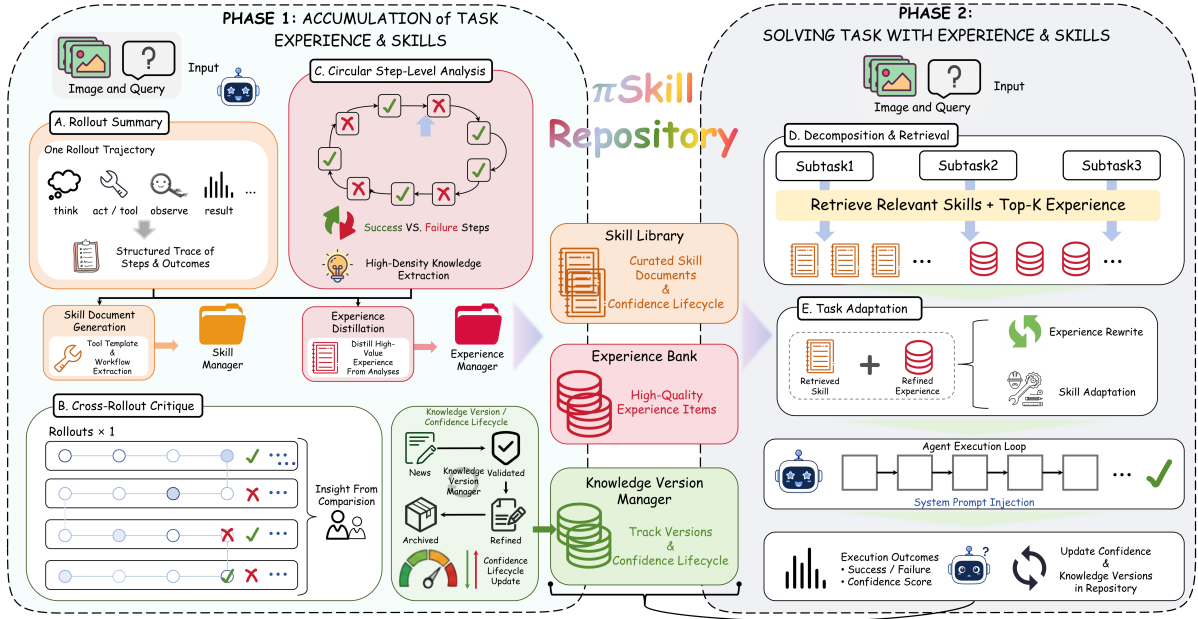 PHASE 1: ACCUMULATION of TASK
EXPERIENCE & SKILLS
Image and Query
Input
A. Rollout Summary
One Rollout Trajectory
think
act / tool
observe
result
...
Structured Trace of
Steps & Outcomes
C. Circular Step-Level Analysis
Success VS. Failure Steps
High-Density Knowledge
Extraction
Skill Document
Generation
Tool Template
&
Workflow
Extraction
Skill
Manager
Experience
Distillation
Distill High-
Value
Experience
From Analyses
Experience
Manager
B. Cross-Rollout Critique
Rollouts × 1
Insight From
Comparision
Knowledge Version /
Confidence Lifecycle
News
Validated
Knowledge
Version
Manager
Archived
Refined
Confidence
Lifecycle
Update
πSkill
Repository
Skill Library
Curated Skill
Documents
&
Confidence Lifecycle
Experience Bank
High-Quality
Experience Items
Knowledge Version
Manager
Track Versions
&
Confidence Lifecycle
PHASE 2:
SOLVING TASK WITH EXPERIENCE & SKILLS
Image and Query
Input
D. Decomposition & Retrieval
Subtask1
Subtask2
Subtask3
Retrieve Relevant Skills + Top-K Experience
...
...
E. Task Adaptation
Retrieved
Skill
Refined
Experience
Experience Rewrite
Skill Adaptation
Agent Execution Loop
...
System Prompt Injection
Execution Outcomes
• Success / Failure
• Confidence Score
Update Confidence
&
Knowledge Versions
in Repository